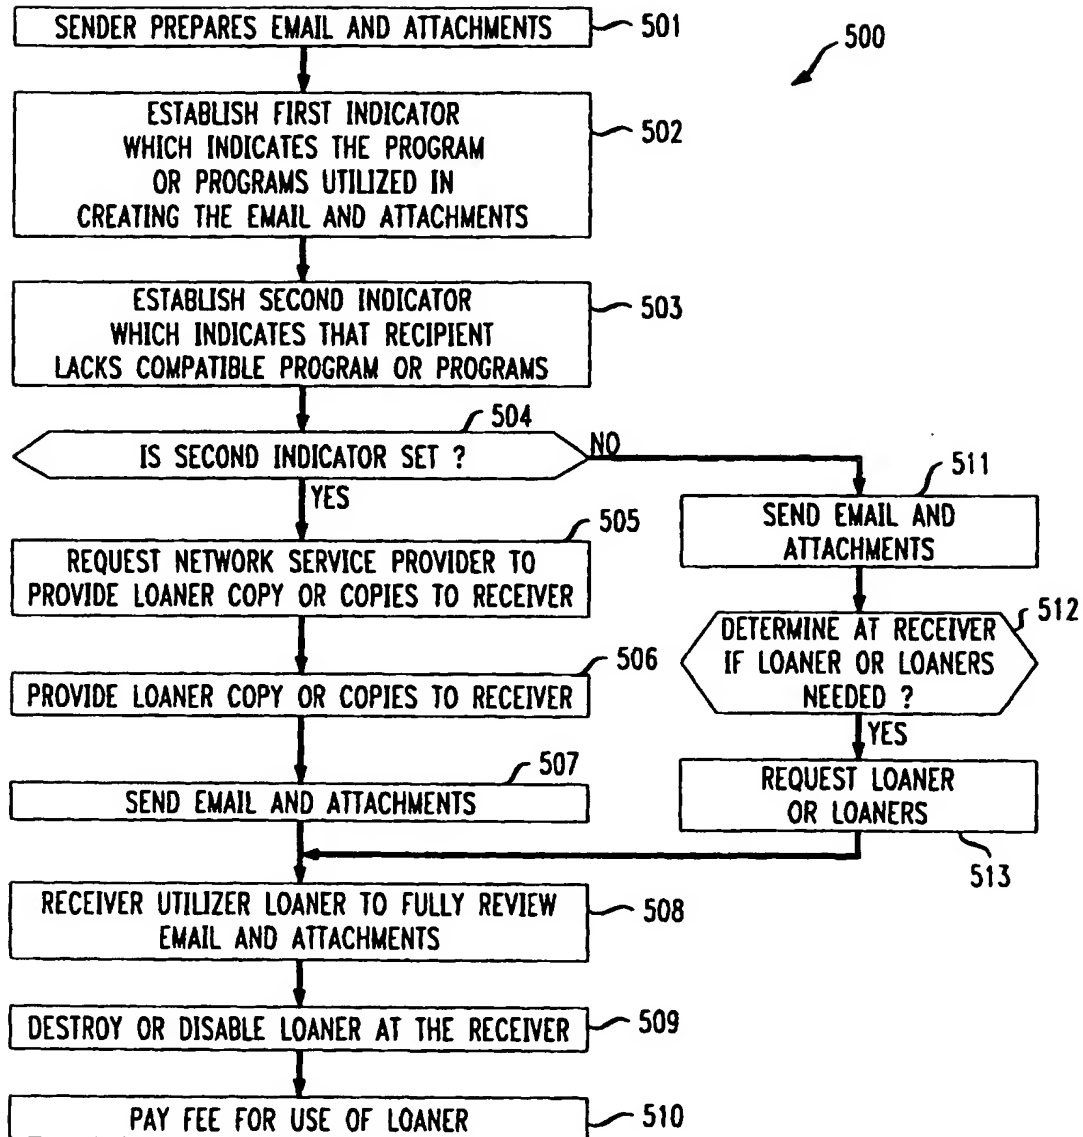 SENDER PREPARES EMAIL AND ATTACHMENTS
501
500
ESTABLISH FIRST INDICATOR
WHICH INDICATES THE PROGRAM
OR PROGRAMS UTILIZED IN
CREATING THE EMAIL AND ATTACHMENTS
502
ESTABLISH SECOND INDICATOR
WHICH INDICATES THAT RECIPIENT
LACKS COMPATIBLE PROGRAM OR PROGRAMS
503
504
IS SECOND INDICATOR SET ?
NO
YES
505
REQUEST NETWORK SERVICE PROVIDER TO
PROVIDE LOANER COPY OR COPIES TO RECEIVER
506
PROVIDE LOANER COPY OR COPIES TO RECEIVER
507
SEND EMAIL AND ATTACHMENTS
511
SEND EMAIL AND
ATTACHMENTS
512
DETERMINE AT RECEIVER
IF LOANER OR LOANERS
NEEDED ?
YES
REQUEST LOANER
OR LOANERS
513
RECEIVER UTILIZER LOANER TO FULLY REVIEW
EMAIL AND ATTACHMENTS
508
DESTROY OR DISABLE LOANER AT THE RECEIVER
509
PAY FEE FOR USE OF LOANER
510